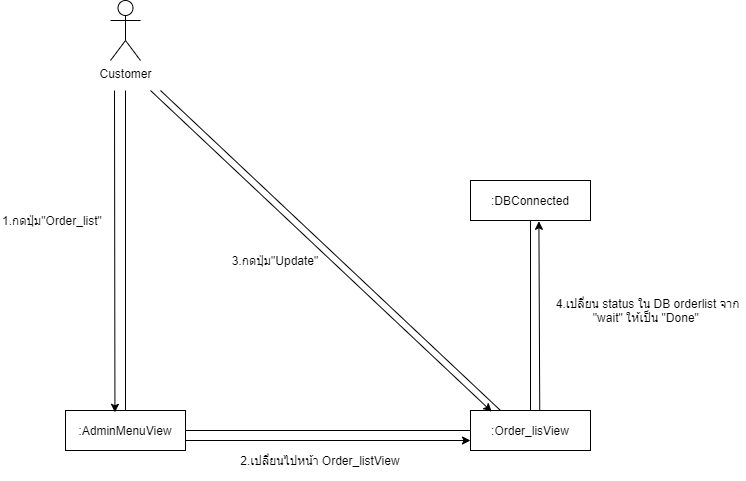 Customer
:DBConnected
1.กดปุ่ม"Order_list"
3.กดปุ่ม"Update"
4.เปลี่ยน status ใน DB orderlist จาก
"wait" ให้เป็น "Done"
:AdminMenuView
:Order_lisView
2.เปลี่ยนไปหน้า Order_listView